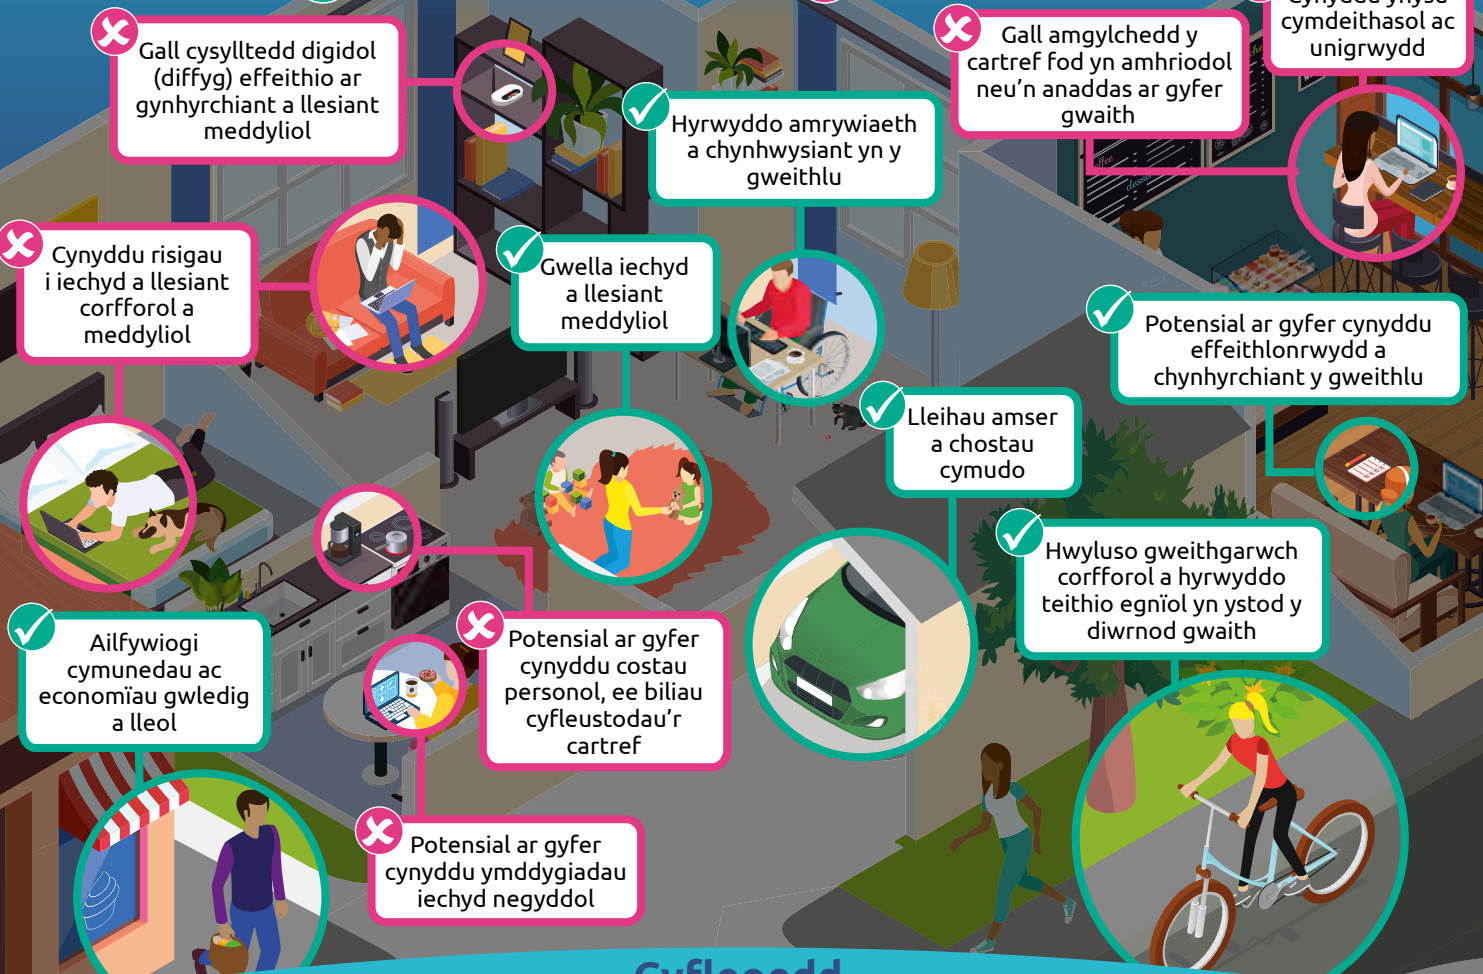 Gall cysylltedd digidol
(diffyg) effeithio ar
gynhyrchiant a llesiant
meddyliol
Gall amgylchedd y
cartref fod yn amhriodol
neu'n anaddas ar gyfer
gwaith
cymdeithasol ac
unigrwydd
Hyrwyddo amrywiaeth
a chynhwysiant yn y
gweithlu
Cynyddu risigau
i iechyd a llesiant
corfforol a
meddyliol
Gwella iechyd
a llesiant
meddyliol
Potensial ar gyfer cynyddu
effeithlonrwydd a
chynhyrchiant y gweithlu
Lleihau amser
a chostau
cymudo
Hwyluso gweithgarwch
corfforol a hyrwyddo
teithio egnïol yn ystod y
diwrnod gwaith
Ailfywiogi
cymunedau ac
economïau gwledig
a lleol
Potensial ar gyfer
cynyddu costau
personol, ee biliau
cyfleustodau'r
cartref
Potensial ar gyfer
cynyddu ymddygiadau
iechyd negyddol